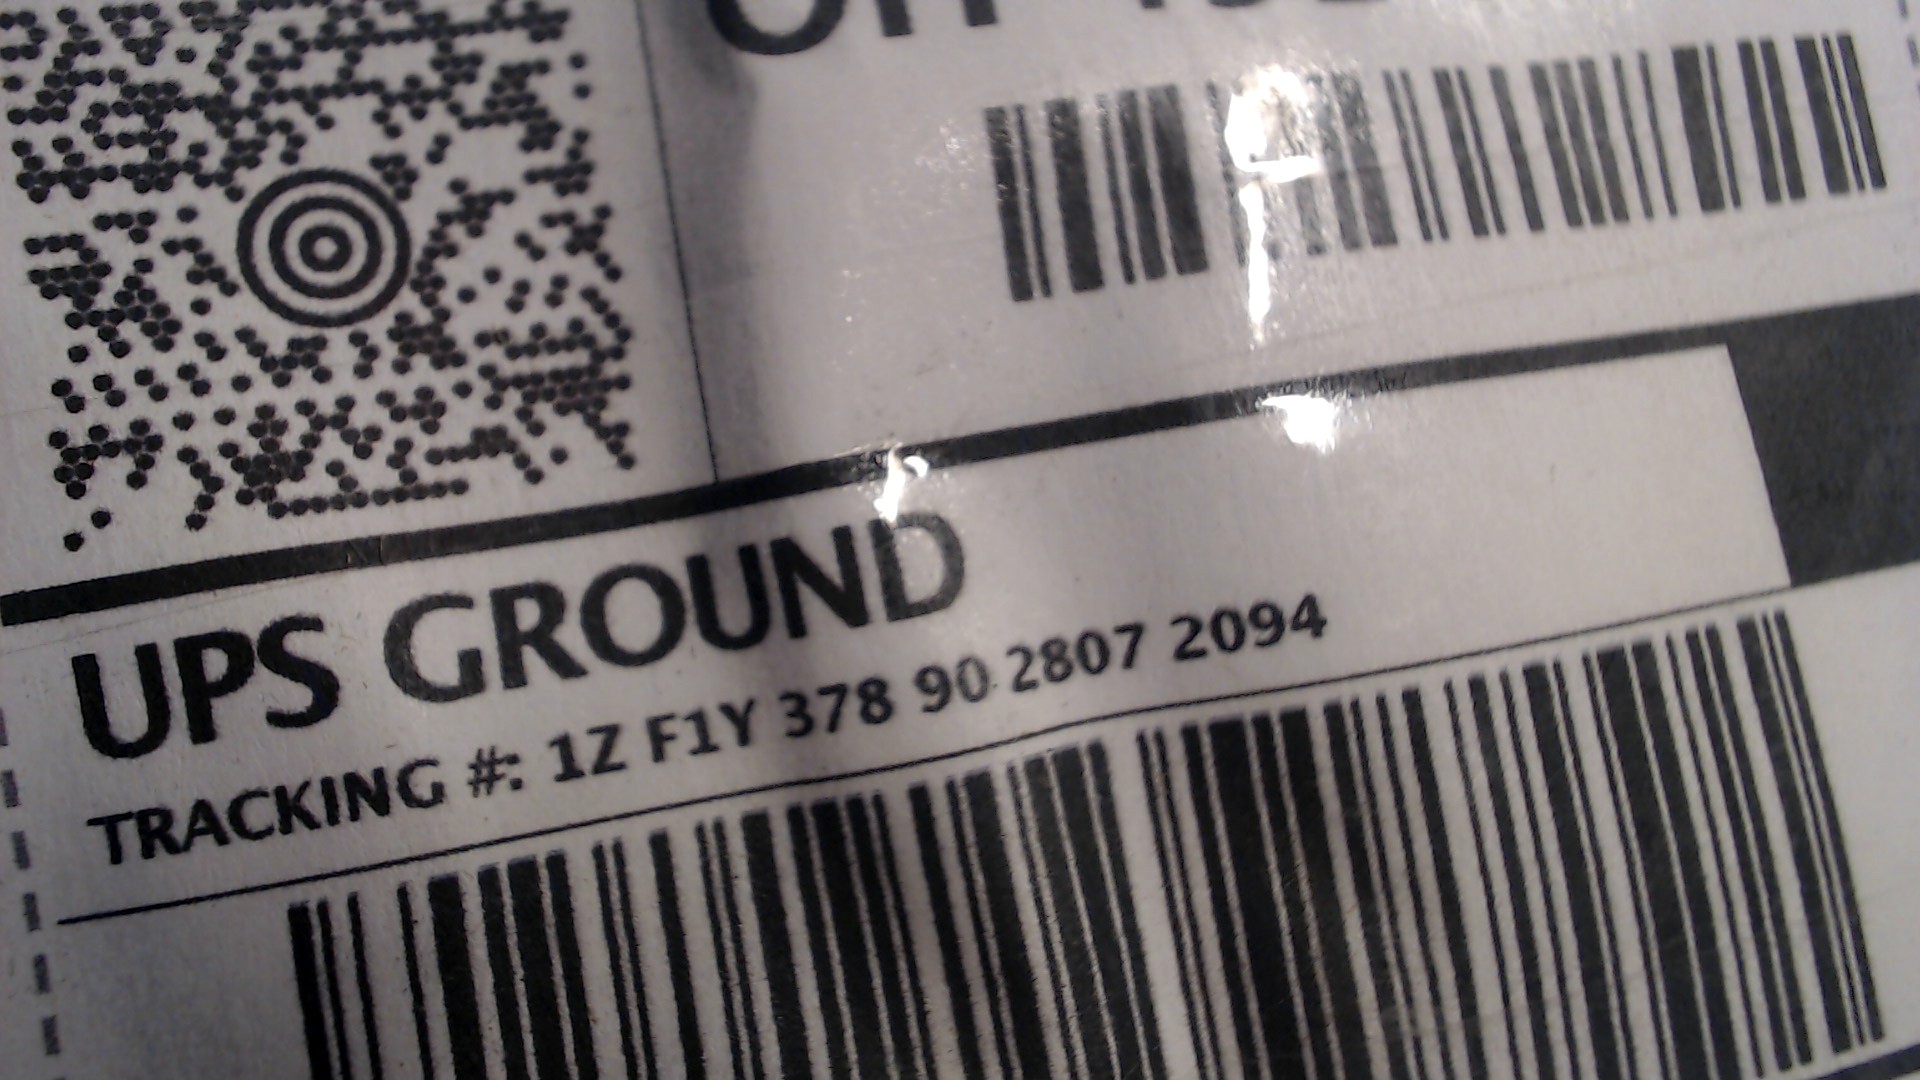 UPS GROUND
TRACKING #: 1Z F1Y 378 90 2807 2094